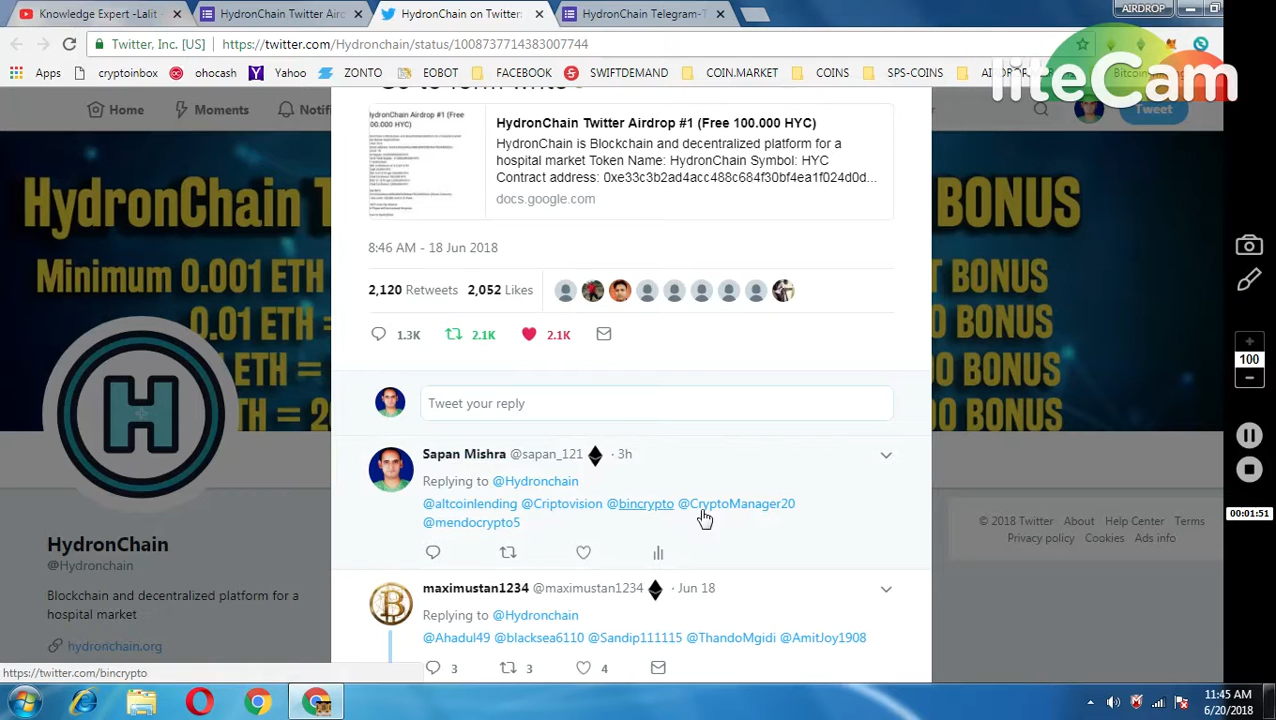 Knowledge Expert -Lalit
HydronChain Twitter Aird
HydronChain on Twitter:
HydronChain Telegram-T
AIRDROP
Twitter, Inc. [US]
https://twitter.com/Hydronchain/status/1008737714383007744
Apps
cryptoinbox
ohocash
Yahoo
ZONTO
EOBOT
FACEBOOK
SWIFTDEMAND
COIN.MARKET
COINS
SPS-COINS
liteCam
Home
Moments
Notifi
Tweet
HydronChain Twitter Airdrop #1 (Free 100.000 HYC)
HydronChain is Blockchain and decentralized platform for a
hospital market Token Name: HydronChain Symbol: HYC
docs.google.com
8:46 AM - 18 Jun 2018
2,120 Retweets 2,052 Likes
1.3K
2.1K
2.1K
Minimum 0.001 ETH
0.01 ETH =
BONUS
BONUS
BONUS
BONUS
BONUS
H
Tweet your reply
Sapan Mishra @sapan_121 · 3h
Replying to @Hydronchain
@altcoinlending @Criptovision @bincrypto @CryptoManager20
@mendocrypto5
maximustan1234 @maximustan1234 · Jun 18
Replying to @Hydronchain
@Ahadul49 @blacksea6110 @Sandip111115 @ThandoMgidi @AmitJoy1908
3
3
4
HydronChain
@Hydronchain
Blockchain and decentralized platform for a
hospital market
hydronchain.org
© 2018 Twitter About Help Center Terms
Privacy policy Cookies Ads info
100
00:01:51
https://twitter.com/bincrypto
11:45 AM
6/20/2018